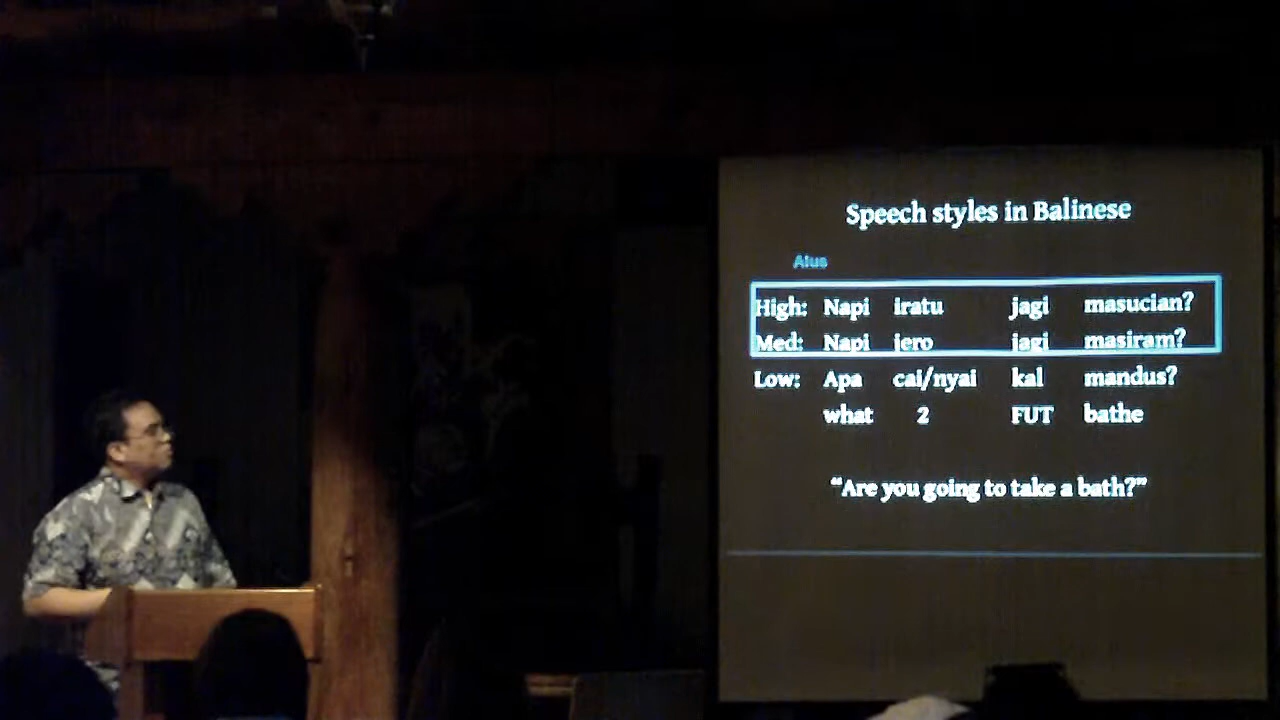 Speech styles in Balinese
Alus
High: Napi iratu jagi masucian?
Med: Napi jero jagi masiram?
Low: Apa cai/nyai kal mandus?
what 2 FUT bathe
“Are you going to take a bath?”